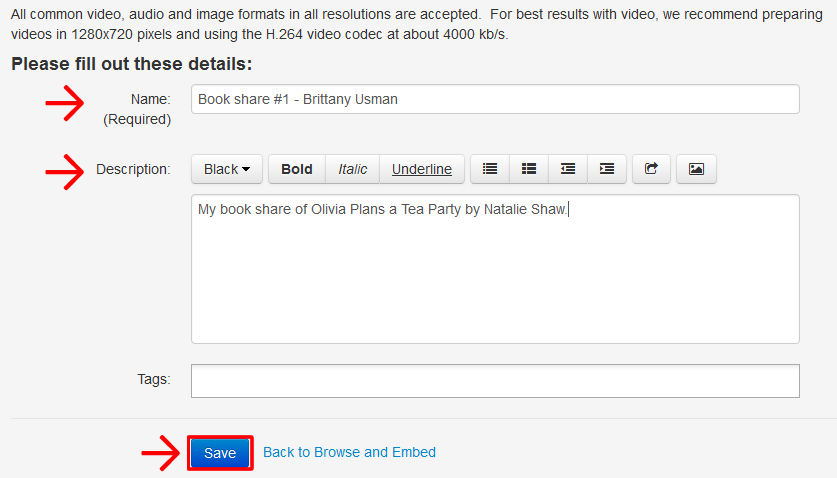 All common video, audio and image formats in all resolutions are accepted.  For best results with video, we recommend preparing
videos in 1280x720 pixels and using the H.264 video codec at about 4000 kb/s.
Please fill out these details:
Name: Book share #1 - Brittany Usman
(Required)
Description: Black Bold Italic Underline
My book share of Olivia Plans a Tea Party by Natalie Shaw.
Tags:
Save Back to Browse and Embed